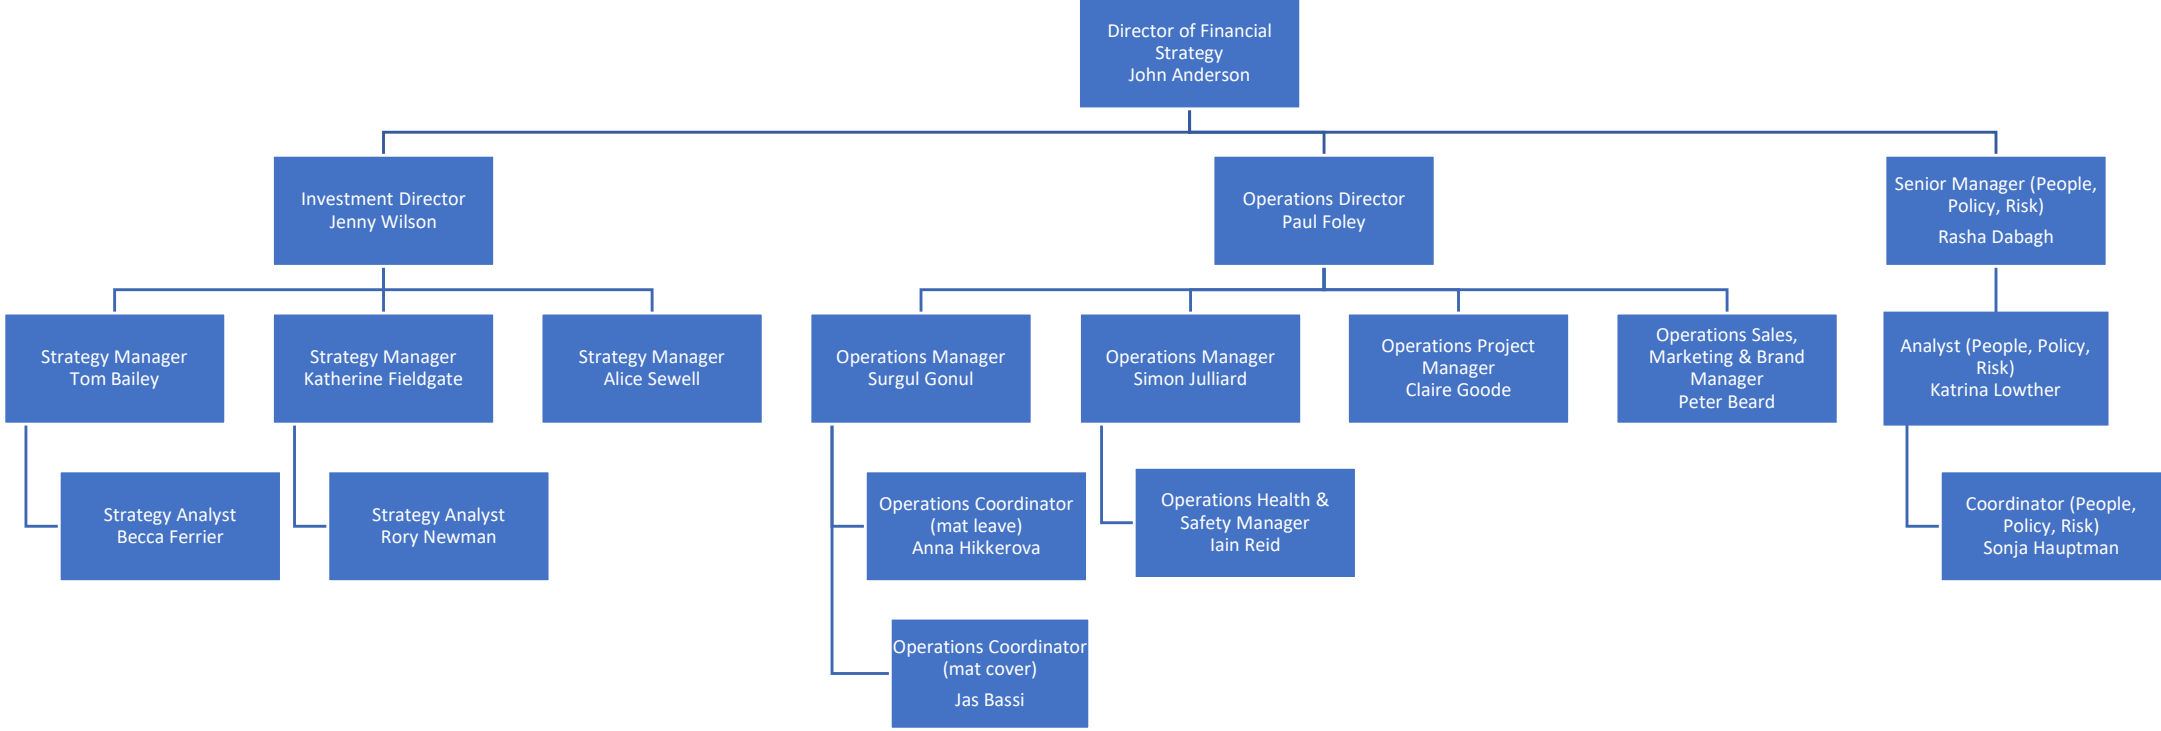 Director of Financial
Strategy
John Anderson
Investment Director
Jenny Wilson
Operations Director
Paul Foley
Senior Manager (People,
Policy, Risk)
Rasha Dabagh
Strategy Manager
Tom Bailey
Strategy Manager
Katherine Fieldgate
Strategy Manager
Alice Sewell
Operations Manager
Surgul Gonul
Operations Manager
Simon Julliard
Operations Project
Manager
Claire Goode
Operations Sales,
Marketing & Brand
Manager
Peter Beard
Analyst (People, Policy,
Risk)
Katrina Lowther
Strategy Analyst
Becca Ferrier
Strategy Analyst
Rory Newman
Operations Coordinator
(mat leave)
Anna Hikkerova
Operations Health &
Safety Manager
Iain Reid
Coordinator (People,
Policy, Risk)
Sonja Hauptman
Operations Coordinator
(mat cover)
Jas Bassi